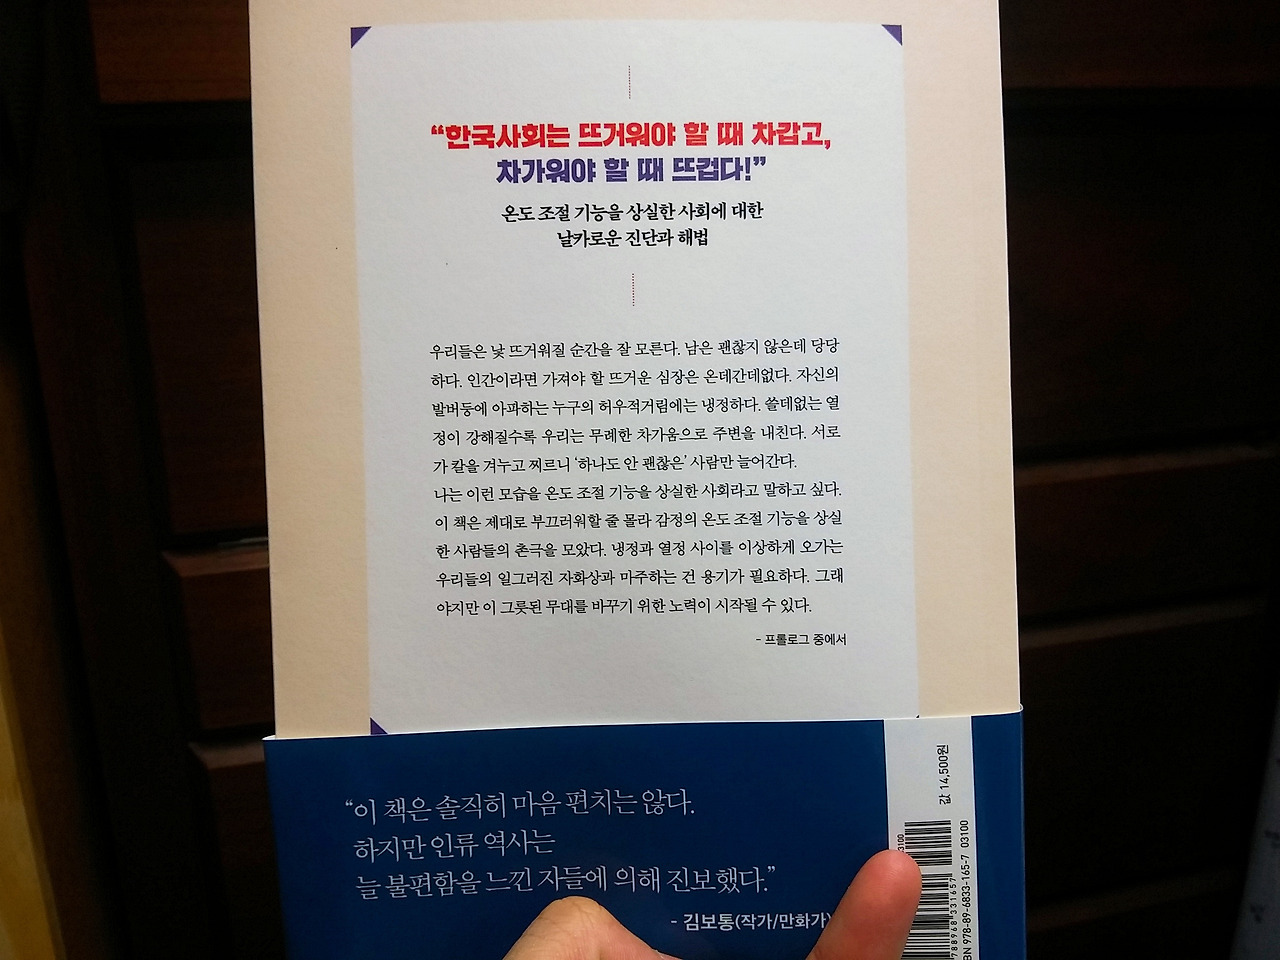 “한국사회는 뜨거워야 할 때 차갑고,
차가워야 할 때 뜨겁다!”
온도 조절 기능을 상실한 사회에 대한
날카로운 진단과 해법
우리들은 낯 뜨거워질 순간을 잘 모른다. 남은 괜찮지 않은데 당당
하다. 인간이라면 가져야 할 뜨거운 심장은 온데간데없다. 자신의
발버둥에 아파하는 누구의 허우적거림에는 냉정하다. 쓸데없는 열
정이 강해질수록 우리는 무례한 차가움으로 주변을 내친다. 서로
가 칼을 겨누고 찌르니 ‘하나도 안 괜찮은’ 사람만 늘어간다.
나는 이런 모습을 온도 조절 기능을 상실한 사회라고 말하고 싶다.
이 책은 제대로 부끄러워할 줄 몰라 감정의 온도 조절 기능을 상실
한 사람들의 촌극을 모았다. 냉정과 열정 사이를 이상하게 오가는
우리들의 일그러진 자화상과 마주하는 건 용기가 필요하다. 그래
야지만 이 그릇된 무대를 바꾸기 위한 노력이 시작될 수 있다.
- 프롤로그 중에서
“이 책은 솔직히 마음 편치는 않다.
하지만 인류 역사는
늘 불편함을 느낀 자들에 의해 진보했다.”
- 김보통(작가/만화가)
값 14,500원
03100
978-89-6833-165-7 03100
788968 331657